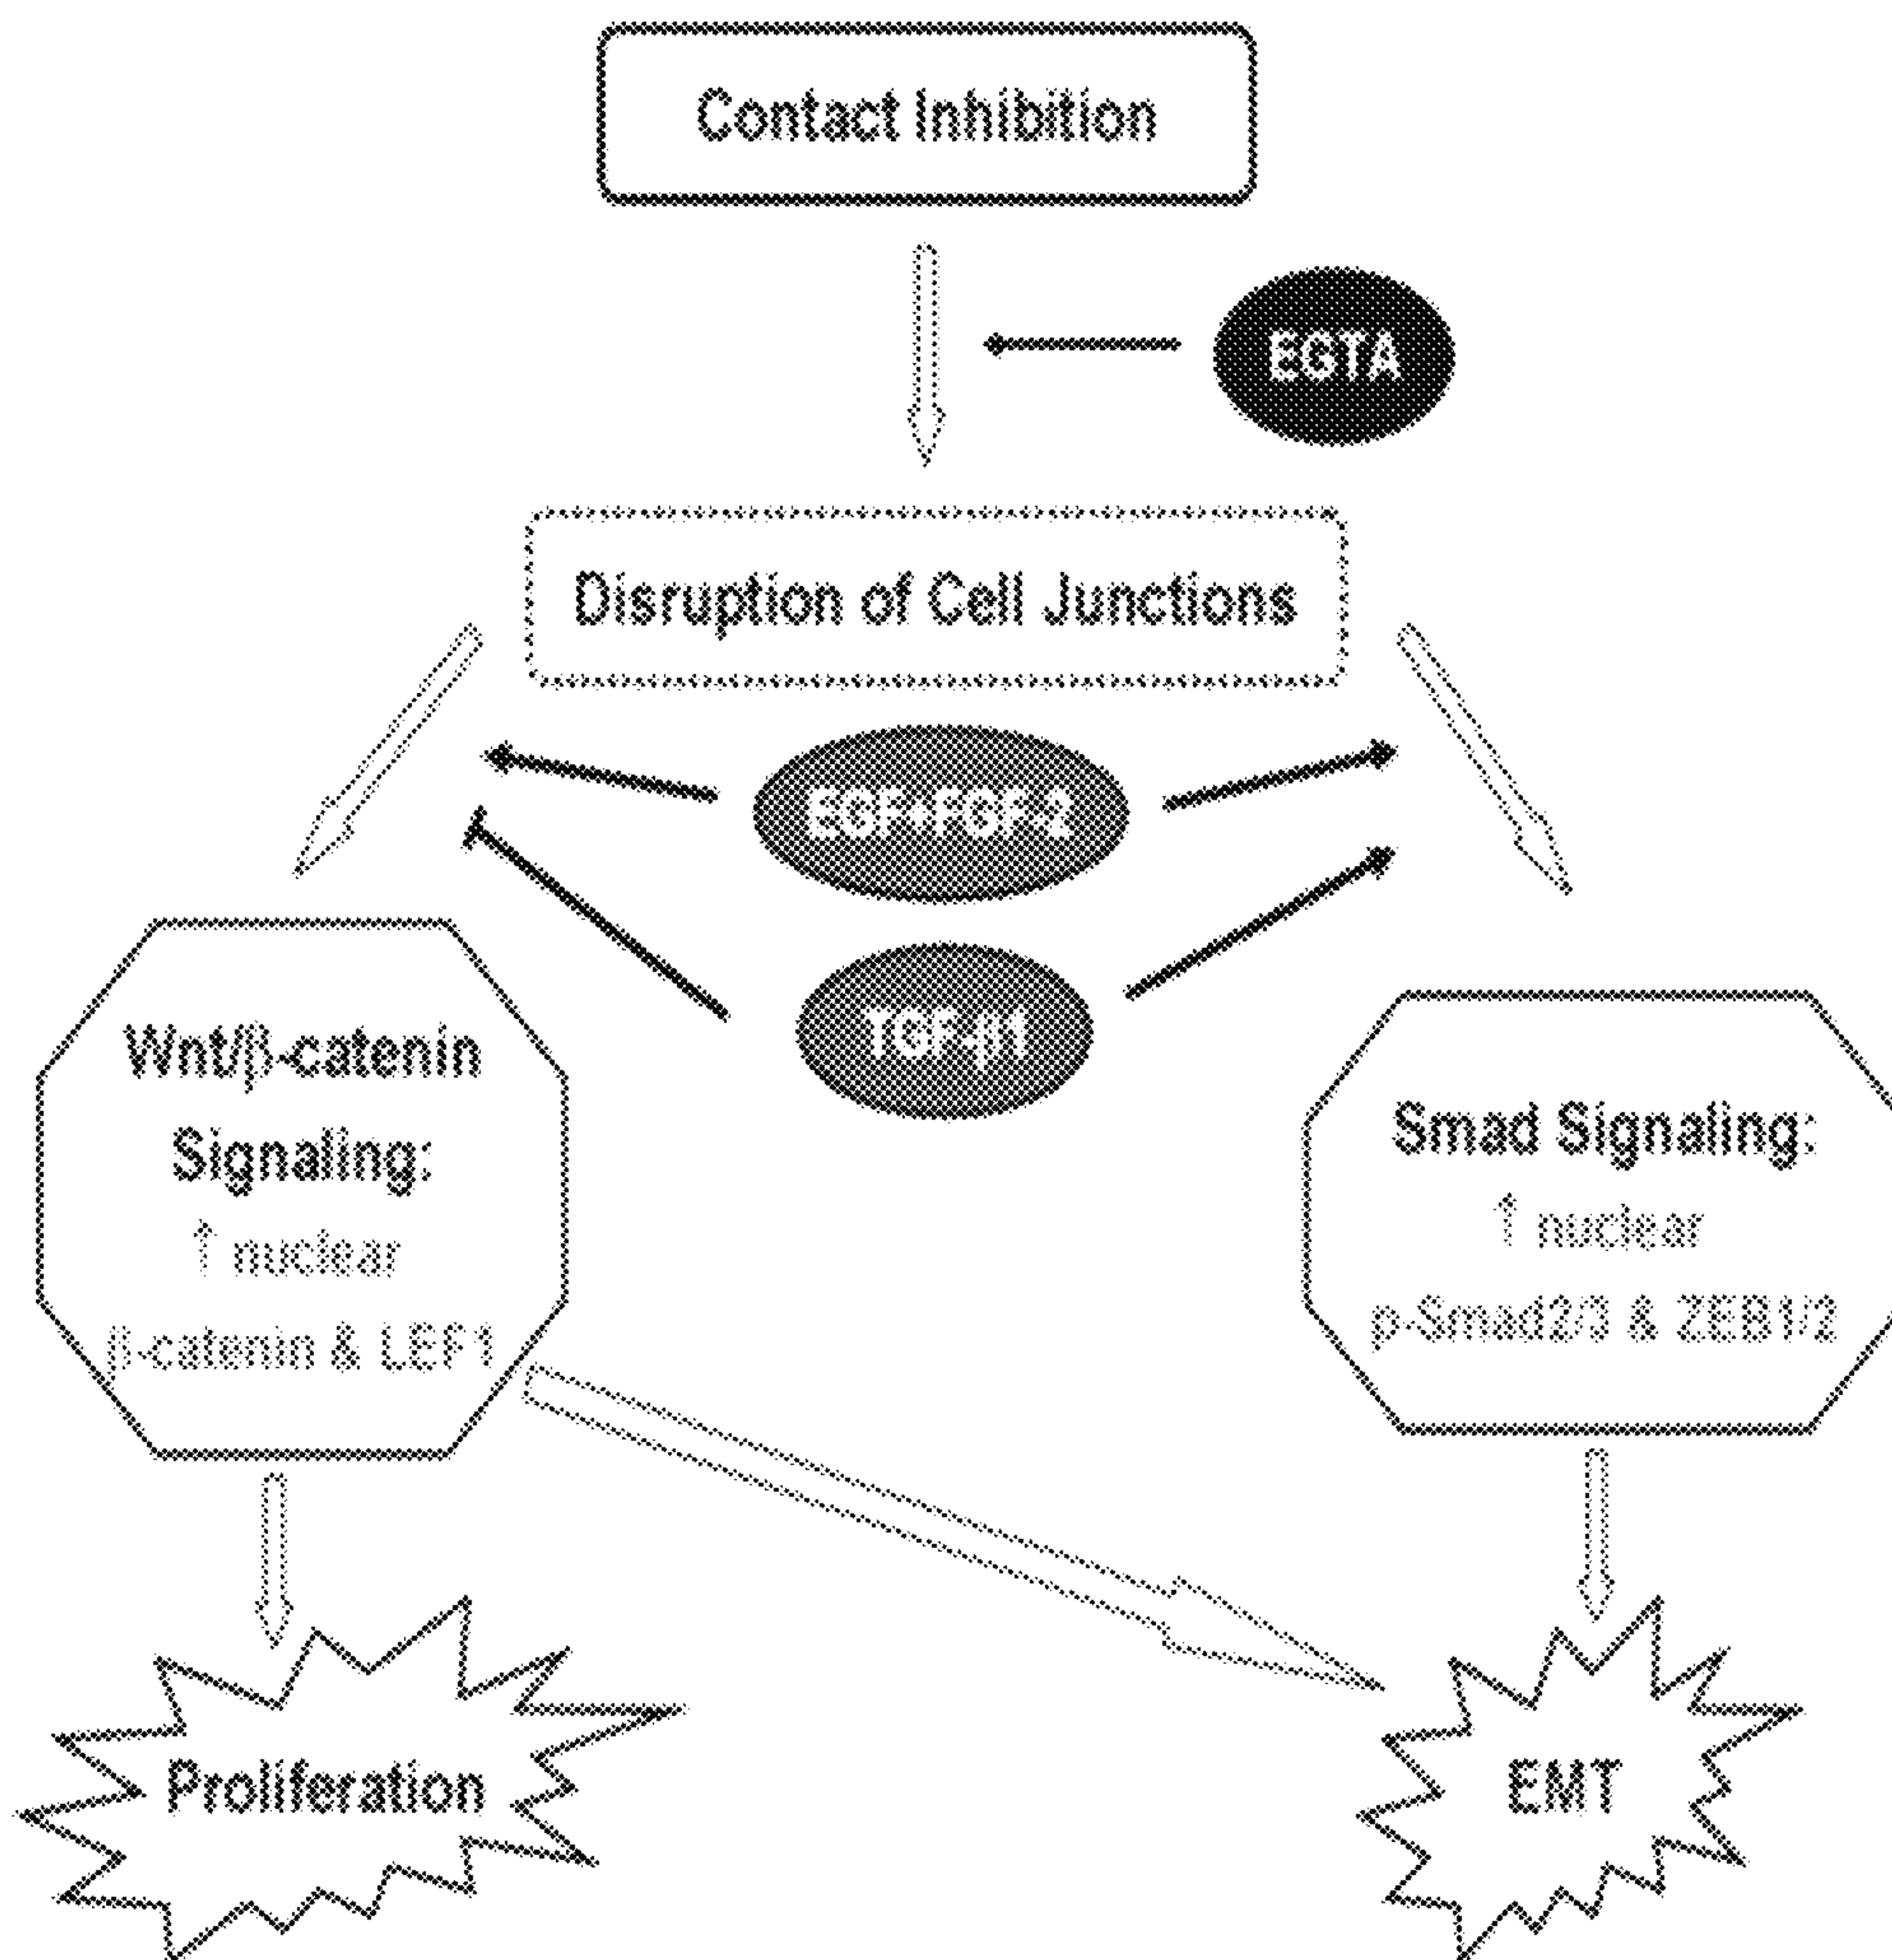 Contact Inhibition
EGTA
Disruption of Cell Junctions
EGF+FGF-2
TGF-β1
Wnt/β-catenin
Signaling:
↑ nuclear
β-catenin & LEF1
Smad Signaling:
↑ nuclear
p-Smad2/3 & ZEB1/2
Proliferation
EMT